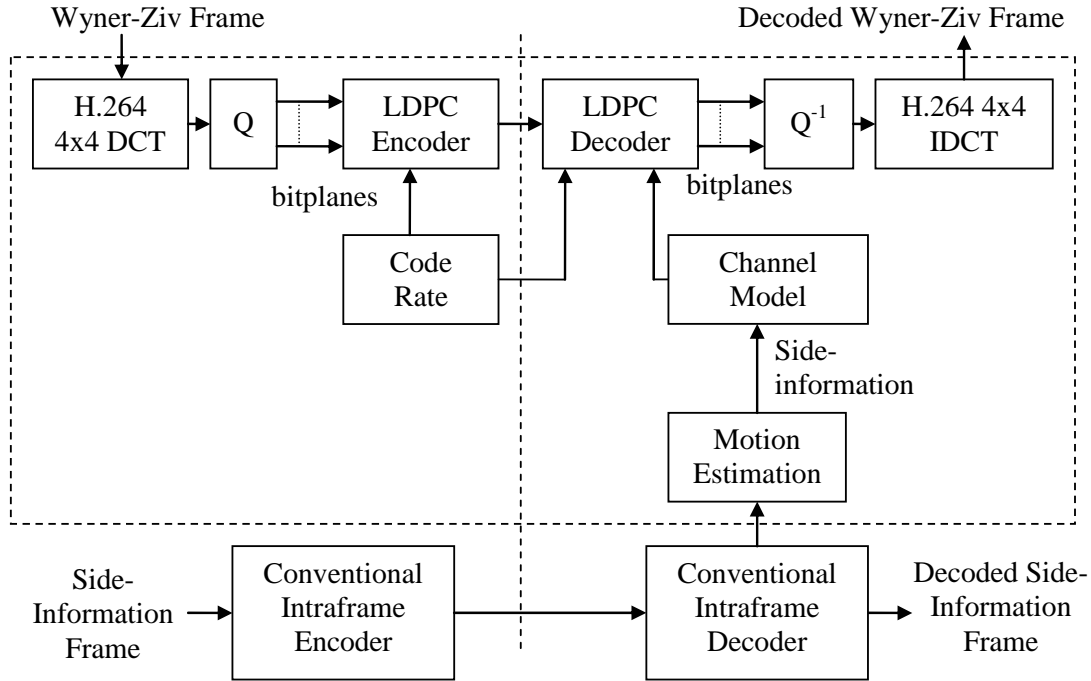 Wyner-Ziv Frame
Decoded Wyner-Ziv Frame
H.264
4x4 DCT
Q
LDPC
Encoder
LDPC
Decoder
Q-1
H.264 4x4
IDCT
bitplanes
bitplanes
Code
Rate
Channel
Model
Side-
information
Motion
Estimation
Side-
Information
Frame
Conventional
Intraframe
Encoder
Conventional
Intraframe
Decoder
Decoded Side-
Information
Frame